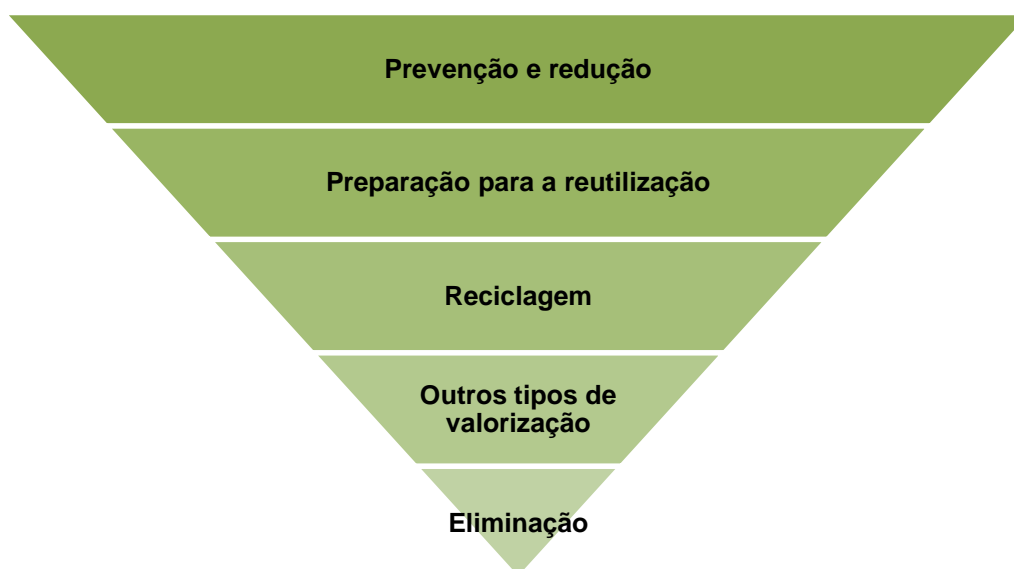 Prevenção e redução
Preparação para a reutilização
Reciclagem
Outros tipos de
valorização
Eliminação